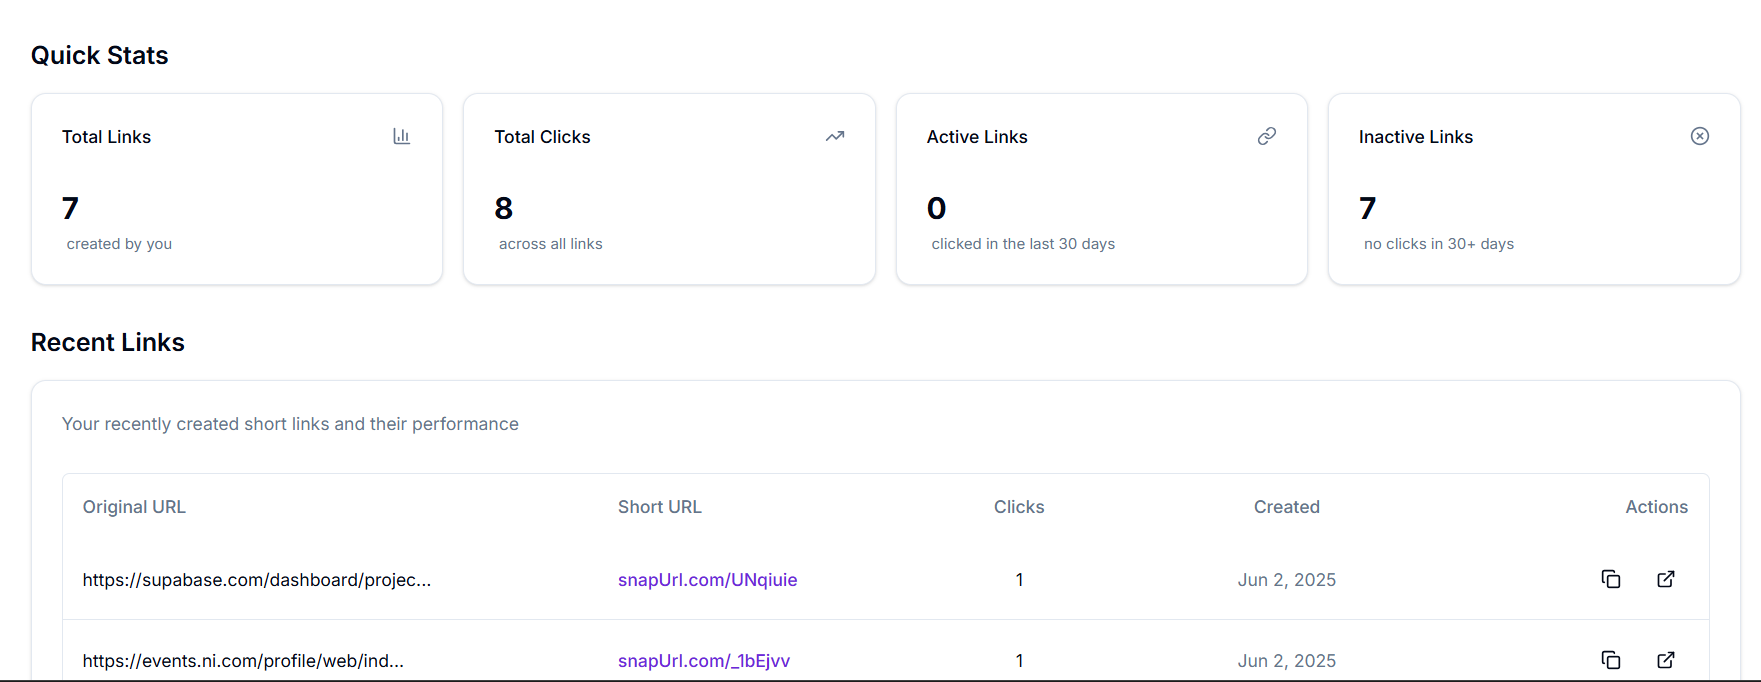 Quick Stats
Total Links
7
created by you
Total Clicks
8
across all links
Active Links
0
clicked in the last 30 days
Inactive Links
7
no clicks in 30+ days
Recent Links
Your recently created short links and their performance
Original URL Short URL Clicks Created Actions
https://supabase.com/dashboard/projec... snapUrl.com/UNqiuie 1 Jun 2, 2025
https://events.ni.com/profile/web/ind... snapUrl.com/_1bEjvv 1 Jun 2, 2025